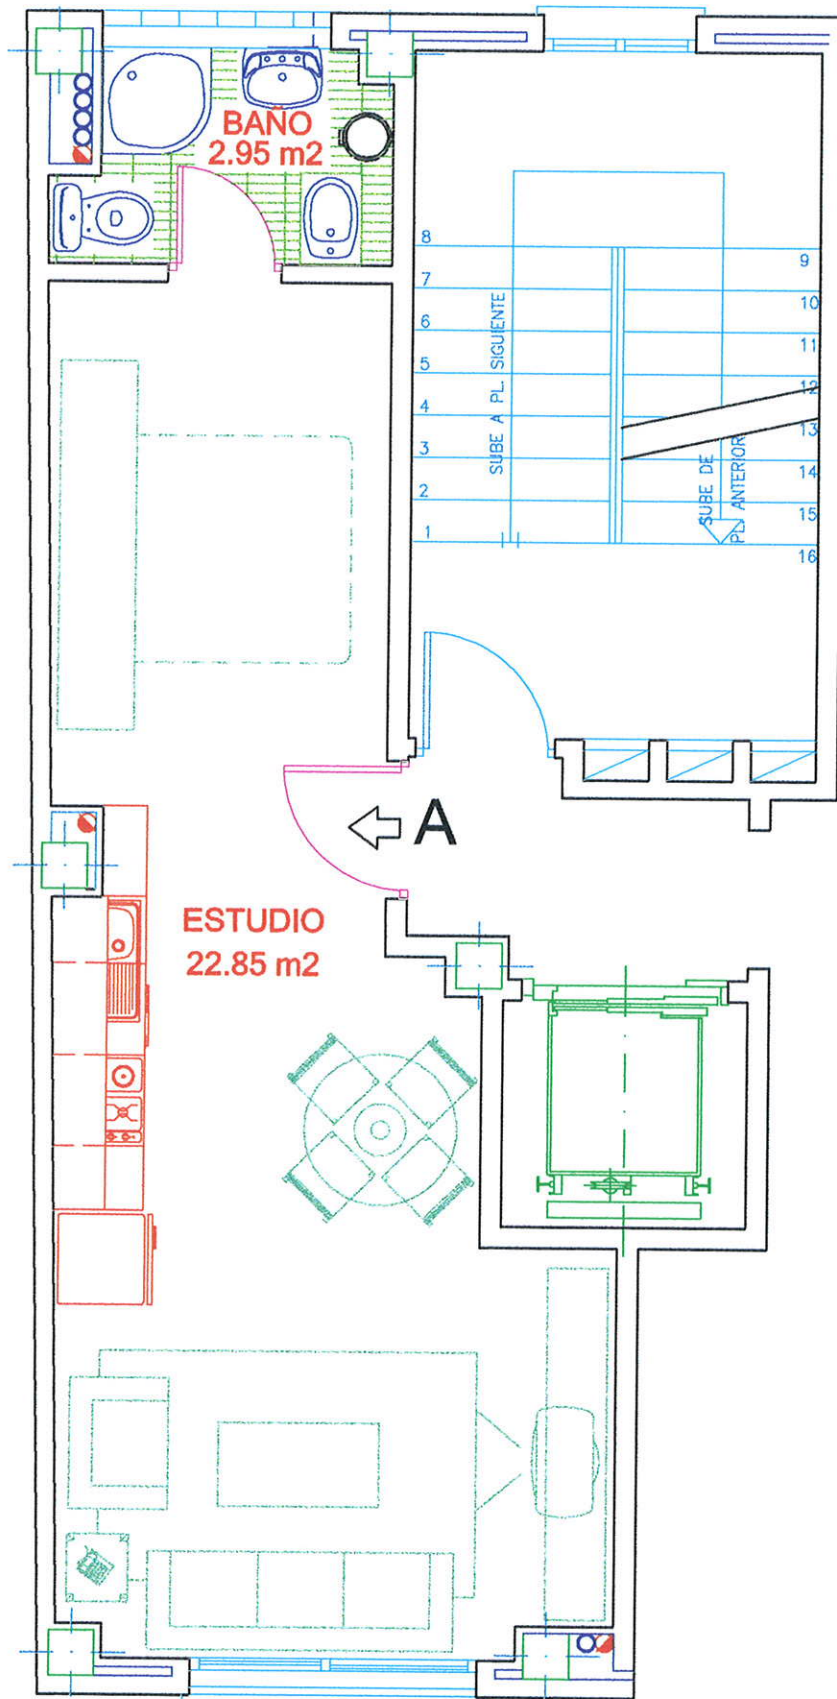 BAÑO
2.95 m2
8
7
6
5
4
3
2
1
SUBE A PL. SIGUIENTE
9
10
11
12
13
14
15
16
SUBE DE
PL. ANTERIOR
A
ESTUDIO
22.85 m2